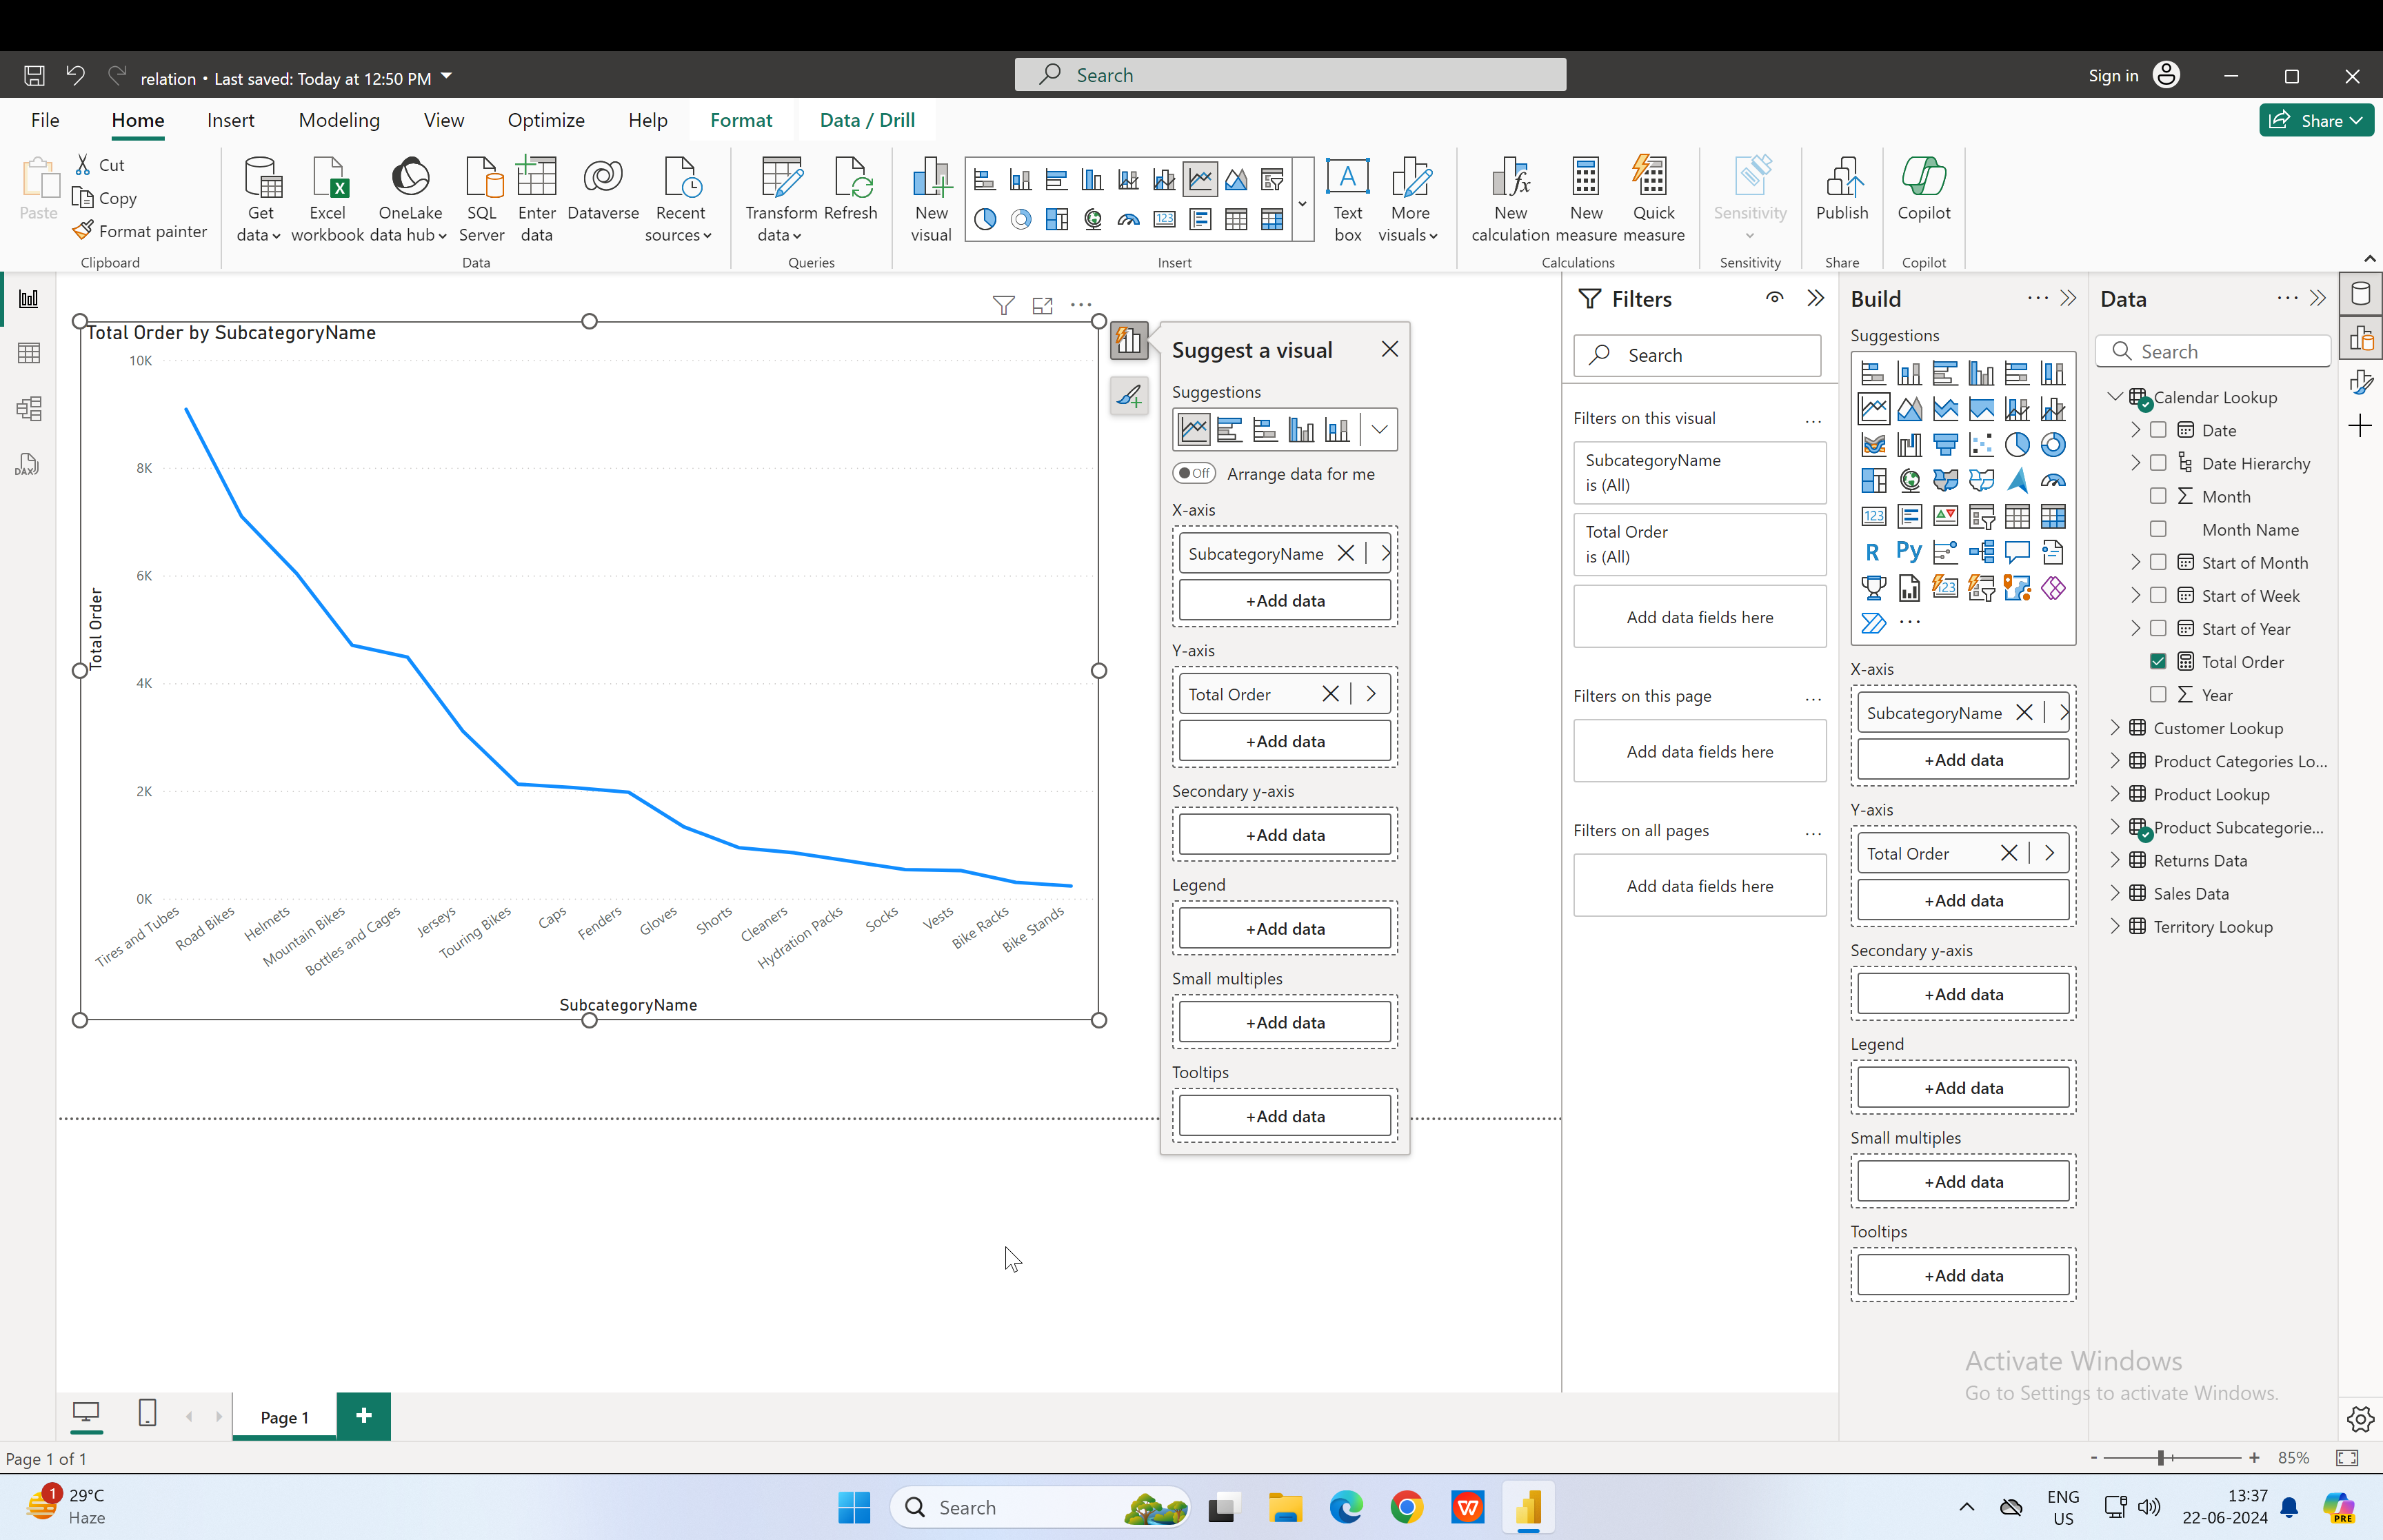 relation • Last saved: Today at 12:50 PM
Search
Sign in
File
Home
Insert
Modeling
View
Optimize
Help
Format
Data / Drill
Share
Paste
Cut
Copy
Format painter
Clipboard
Get data
Excel workbook
OneLake data hub
SQL Server
Enter data
Dataverse
Recent sources
Data
Transform data
Refresh
Queries
New visual
Text box
More visuals
Insert
New calculation
New measure
Quick measure
Calculations
Sensitivity
Sensitivity
Publish
Share
Copilot
Copilot
Total Order by SubcategoryName
10K
8K
6K
4K
2K
0K
Total Order
Tires and Tubes
Road Bikes
Helmets
Mountain Bikes
Bottles and Cages
Jerseys
Touring Bikes
Caps
Fenders
Gloves
Shorts
Cleaners
Hydration Packs
Socks
Vests
Bike Racks
Bike Stands
SubcategoryName
Suggest a visual
Suggestions
Off
Arrange data for me
X-axis
SubcategoryName
+Add data
Y-axis
Total Order
+Add data
Secondary y-axis
+Add data
Legend
+Add data
Small multiples
+Add data
Tooltips
+Add data
Filters
Search
Filters on this visual
SubcategoryName
is (All)
Total Order
is (All)
Add data fields here
Filters on this page
Add data fields here
Filters on all pages
Add data fields here
Build
Suggestions
123
R
Py
X-axis
SubcategoryName
+Add data
Y-axis
Total Order
+Add data
Secondary y-axis
+Add data
Legend
+Add data
Small multiples
+Add data
Tooltips
+Add data
Data
Search
Calendar Lookup
Date
Date Hierarchy
Month
Month Name
Start of Month
Start of Week
Start of Year
Total Order
Year
Customer Lookup
Product Categories Lo...
Product Lookup
Product Subcategorie...
Returns Data
Sales Data
Territory Lookup
DAX
Activate Windows
Go to Settings to activate Windows.
Page 1
Page 1 of 1
85%
1
29°C
Haze
Search
ENG
US
13:37
22-06-2024
PRE